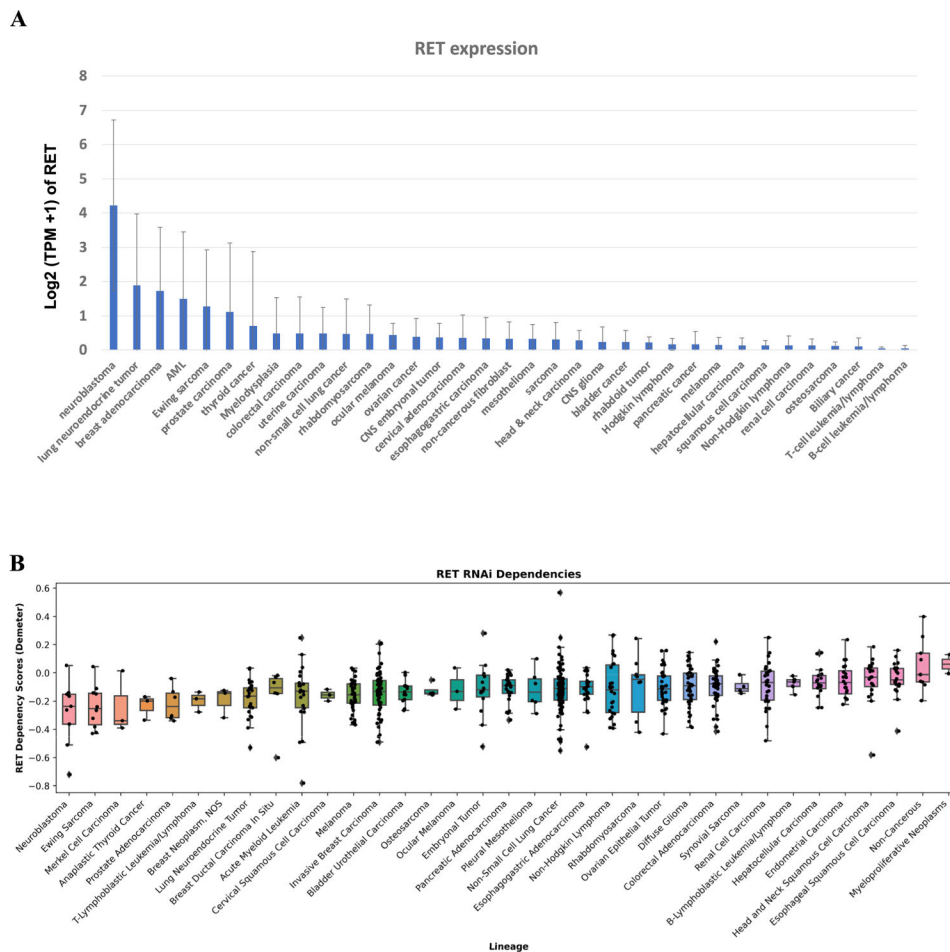 A
RET expression
Log2 (TPM +1) of RET
8
7
6
5
4
3
2
1
0
neuroblastoma
lung neuroendocrine tumor
breast adenocarcinoma
AML
Ewing sarcoma
prostate carcinoma
thyroid cancer
Myelodysplasia
colorectal carcinoma
uterine carcinoma
non-small cell lung cancer
rhabdomyosarcoma
ocular melanoma
ovarian cancer
CNS embryonal tumor
cervical adenocarcinoma
esophagogastric carcinoma
non-cancerous fibroblast
mesothelioma
sarcoma
head & neck carcinoma
CNS glioma
bladder cancer
rhabdoid tumor
Hodgkin lymphoma
pancreatic cancer
melanoma
hepatocellular carcinoma
squamous cell carcinoma
Non-Hodgkin lymphoma
renal cell carcinoma
osteosarcoma
Biliary cancer
T-cell leukemia/lymphoma
B-cell leukemia/lymphoma
B
RET RNAi Dependencies
RET Depenency Scores (Demeter)
0.6
0.4
0.2
0.0
−0.2
−0.4
−0.6
−0.8
Neuroblastoma
Ewing Sarcoma
Merkel Cell Carcinoma
Anaplastic Thyroid Cancer
Prostate Adenocarcinoma
T-Lymphoblastic Leukemia/Lymphoma
Breast Neoplasm, NOS
Lung Neuroendocrine Tumor
Breast Ductal Carcinoma In Situ
Acute Myeloid Leukemia
Cervical Squamous Cell Carcinoma
Melanoma
Invasive Breast Carcinoma
Bladder Urothelial Carcinoma
Osteosarcoma
Ocular Melanoma
Embryonal Tumor
Pancreatic Adenocarcinoma
Pleural Mesothelioma
Non-Small Cell Lung Cancer
Esophagogastric Adenocarcinoma
Non-Hodgkin Lymphoma
Rhabdomyosarcoma
Ovarian Epithelial Tumor
Diffuse Glioma
Colorectal Adenocarcinoma
Synovial Sarcoma
Renal Cell Carcinoma
B-Lymphoblastic Leukemia/Lymphoma
Hepatocellular Carcinoma
Endometrial Carcinoma
Head and Neck Squamous Cell Carcinoma
Esophageal Squamous Cell Carcinoma
Non-Cancerous
Myeloproliferative Neoplasms
Lineage